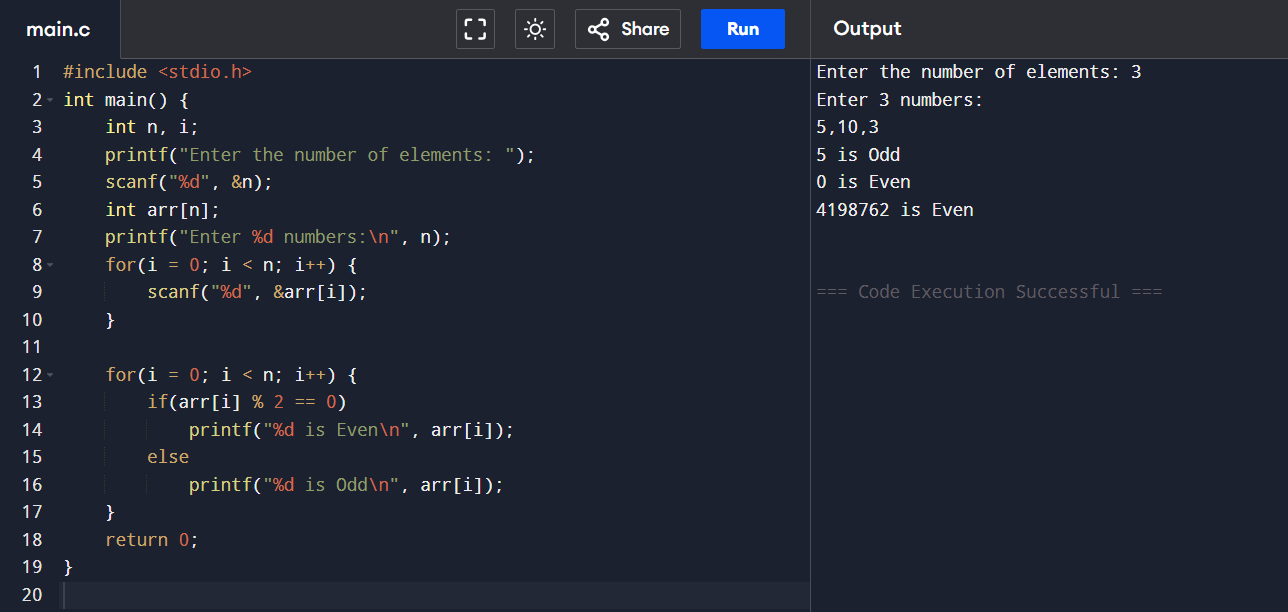 main.c
Share
Run
Output
1 #include <stdio.h>
2 int main() {
3     int n, i;
4     printf("Enter the number of elements: ");
5     scanf("%d", &n);
6     int arr[n];
7     printf("Enter %d numbers:\n", n);
8     for(i = 0; i < n; i++) {
9         scanf("%d", &arr[i]);
10     }
11
12     for(i = 0; i < n; i++) {
13         if(arr[i] % 2 == 0)
14             printf("%d is Even\n", arr[i]);
15         else
16             printf("%d is Odd\n", arr[i]);
17     }
18     return 0;
19 }
20
Enter the number of elements: 3
Enter 3 numbers:
5,10,3
5 is Odd
0 is Even
4198762 is Even
=== Code Execution Successful ===